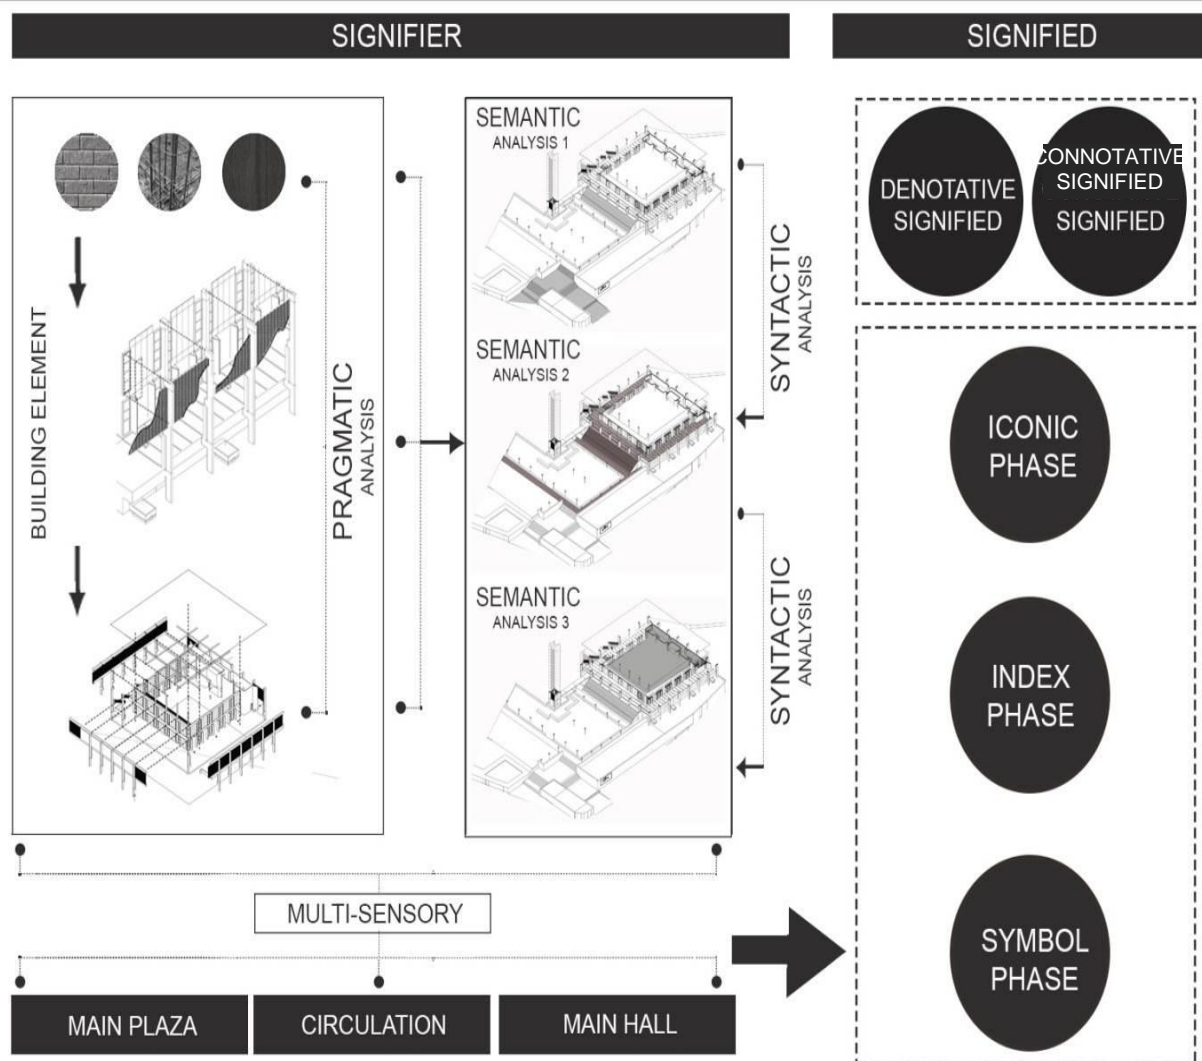 SIGNIFIER
SIGNIFIED
BUILDING ELEMENT
PRAGMATIC
ANALYSIS
SEMANTIC
ANALYSIS 1
SEMANTIC
ANALYSIS 2
SEMANTIC
ANALYSIS 3
SYNTACTIC
ANALYSIS
SYNTACTIC
ANALYSIS
DENOTATIVE
SIGNIFIED
CONNOTATIVE
SIGNIFIED
SIGNIFIED
ICONIC
PHASE
INDEX
PHASE
SYMBOL
PHASE
MULTI-SENSORY
MAIN PLAZA
CIRCULATION
MAIN HALL